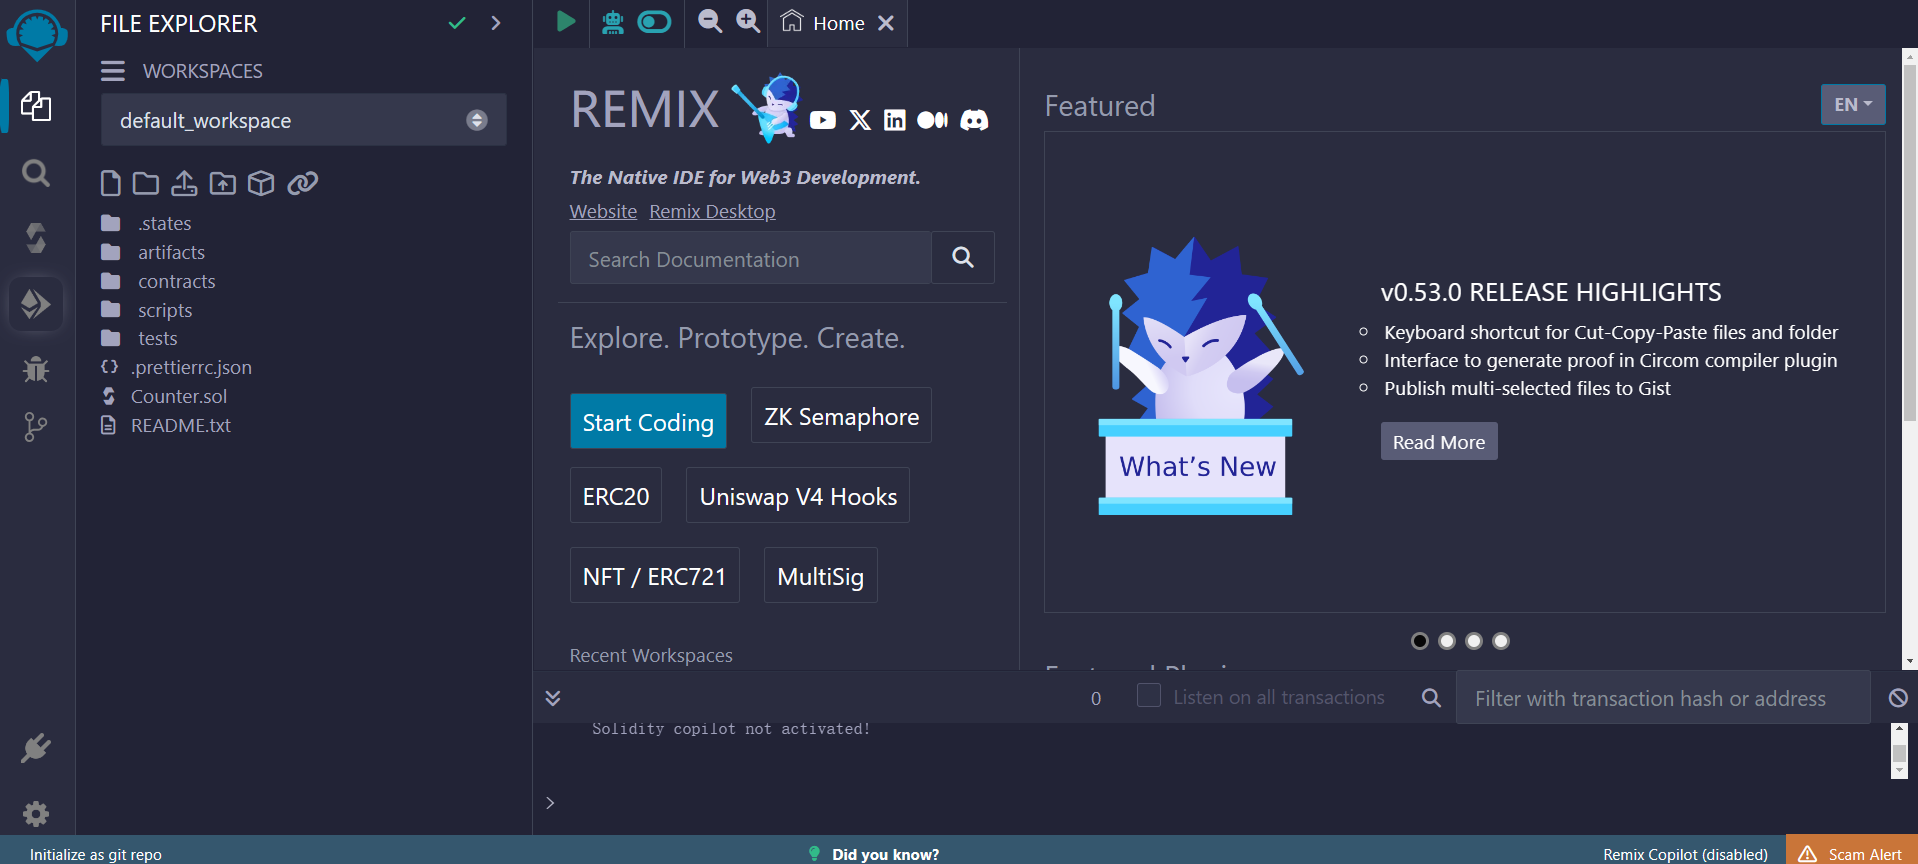 FILE EXPLORER
WORKSPACES
default_workspace
.states
artifacts
contracts
scripts
tests
.prettierrc.json
Counter.sol
README.txt
Home
REMIX
The Native IDE for Web3 Development.
Website Remix Desktop
Search Documentation
Explore. Prototype. Create.
Start Coding
ZK Semaphore
ERC20
Uniswap V4 Hooks
NFT / ERC721
MultiSig
Recent Workspaces
Featured
EN
What's New
v0.53.0 RELEASE HIGHLIGHTS
Keyboard shortcut for Cut-Copy-Paste files and folder
Interface to generate proof in Circom compiler plugin
Publish multi-selected files to Gist
Read More
0
Listen on all transactions
Filter with transaction hash or address
Solidity copilot not activated!
>
Initialize as git repo
Did you know?
Remix Copilot (disabled)
Scam Alert